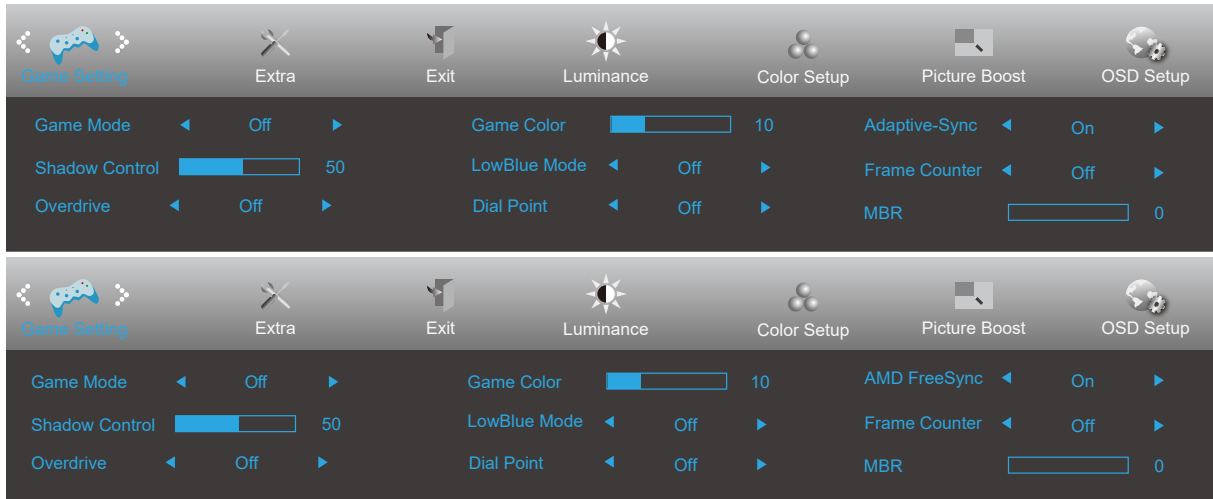 Game Setting Extra Exit Luminance Color Setup Picture Boost OSD Setup
Game Mode Off Game Color 10 Adaptive-Sync On
Shadow Control 50 LowBlue Mode Off Frame Counter Off
Overdrive Off Dial Point Off MBR 0
Game Setting Extra Exit Luminance Color Setup Picture Boost OSD Setup
Game Mode Off Game Color 10 AMD FreeSync On
Shadow Control 50 LowBlue Mode Off Frame Counter Off
Overdrive Off Dial Point Off MBR 0